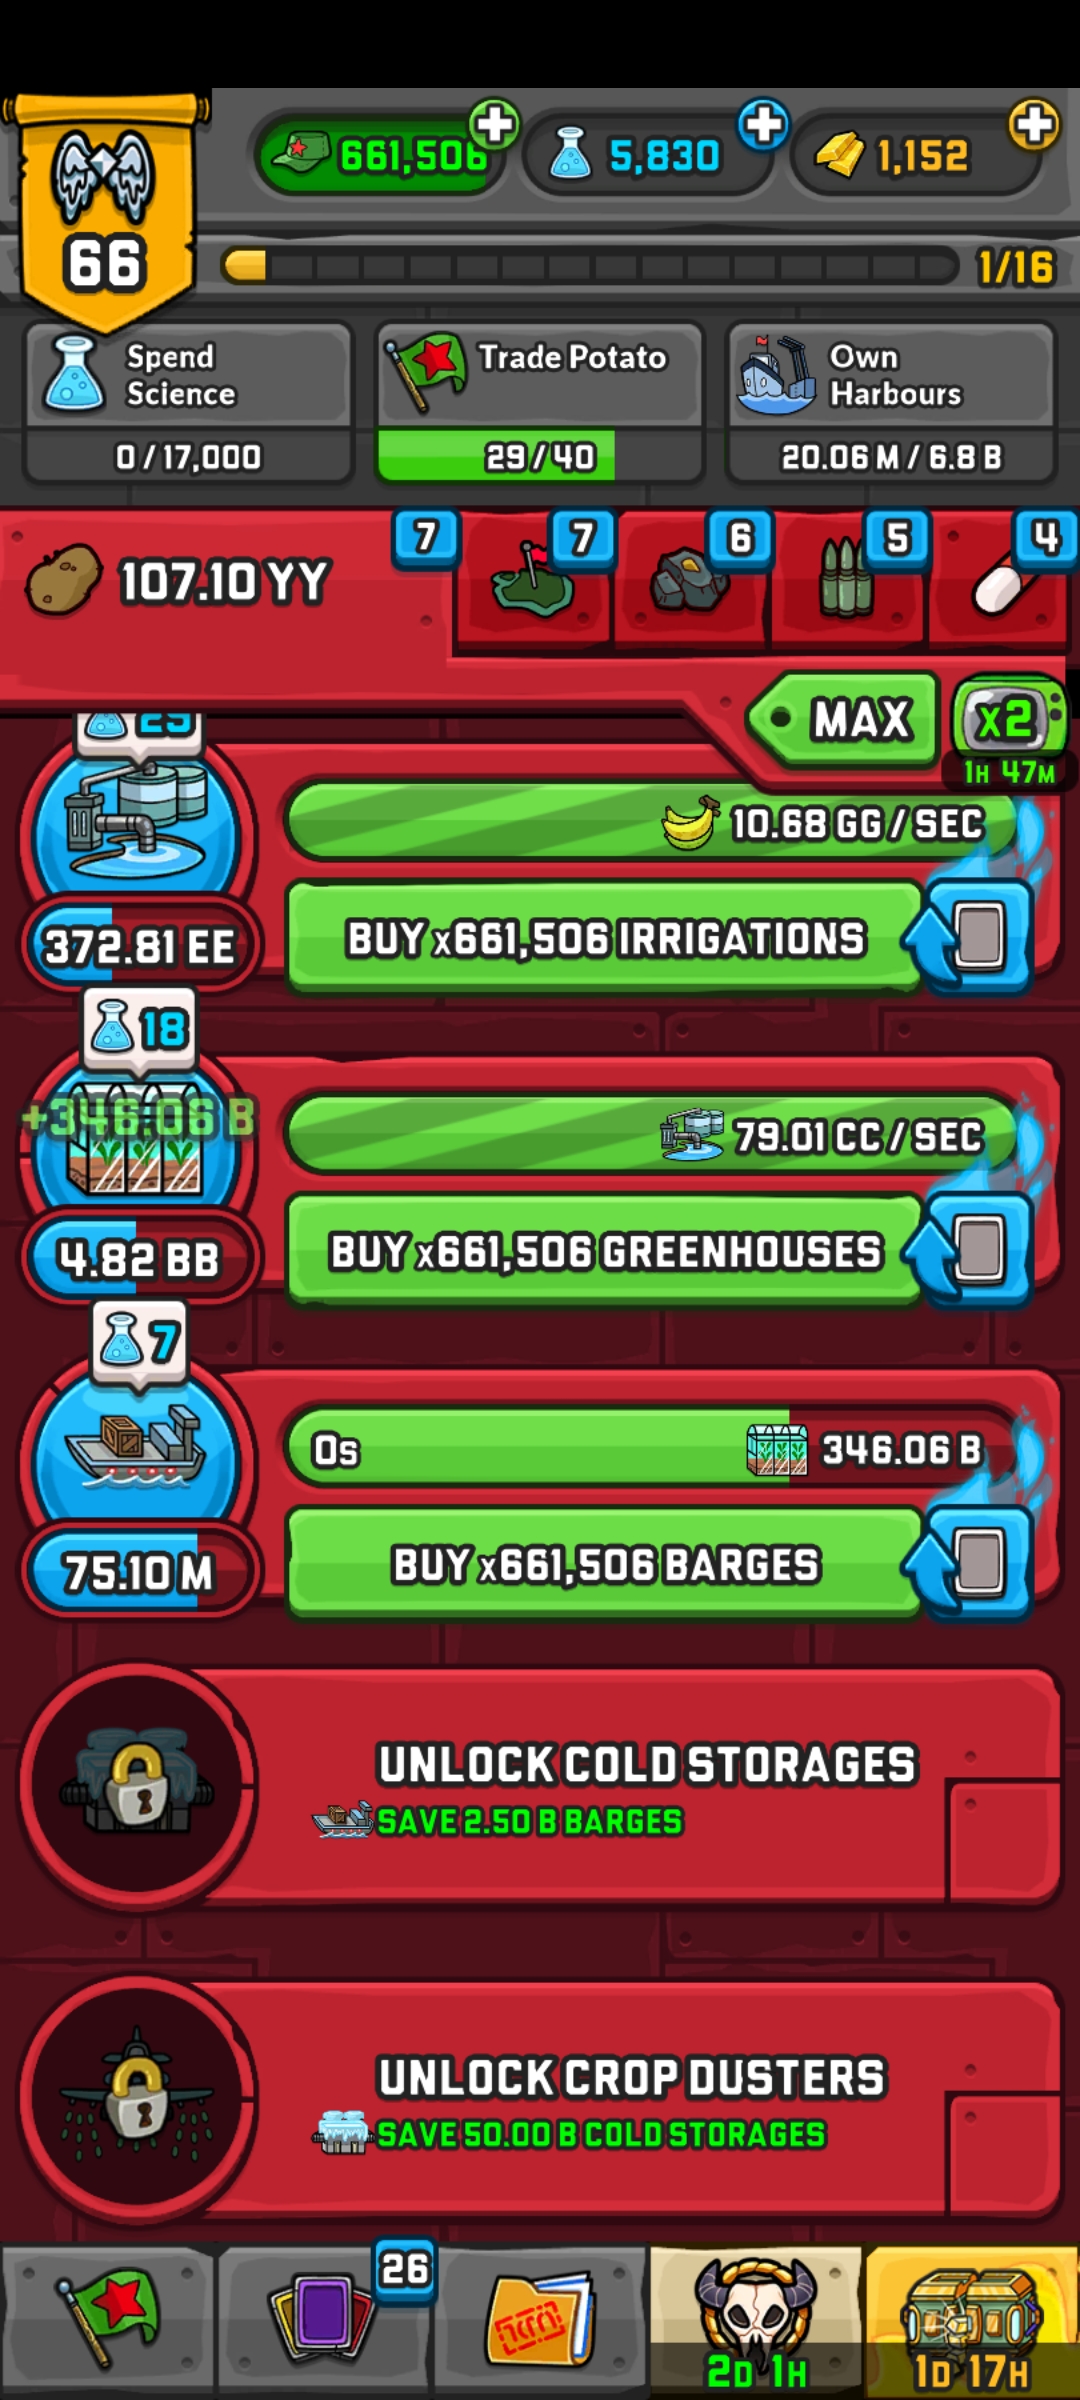 661,506
5,830
1,152
66
1/16
Spend
Science
0/17,000
Trade Potato
29/40
Own
Harbours
20.06 M / 6.8 B
107.10 YY
7
7
6
5
4
MAX
x2
1H 47M
10.68 GG / SEC
BUY x661,506 IRRIGATIONS
372.81 EE
18
+346.06 B
79.01 CC / SEC
BUY x661,506 GREENHOUSES
4.82 BB
7
0s
346.06 B
BUY x661,506 BARGES
75.10 M
UNLOCK COLD STORAGES
SAVE 2.50 B BARGES
UNLOCK CROP DUSTERS
SAVE 50.00 B COLD STORAGES
26
2D 1H
1D 17H